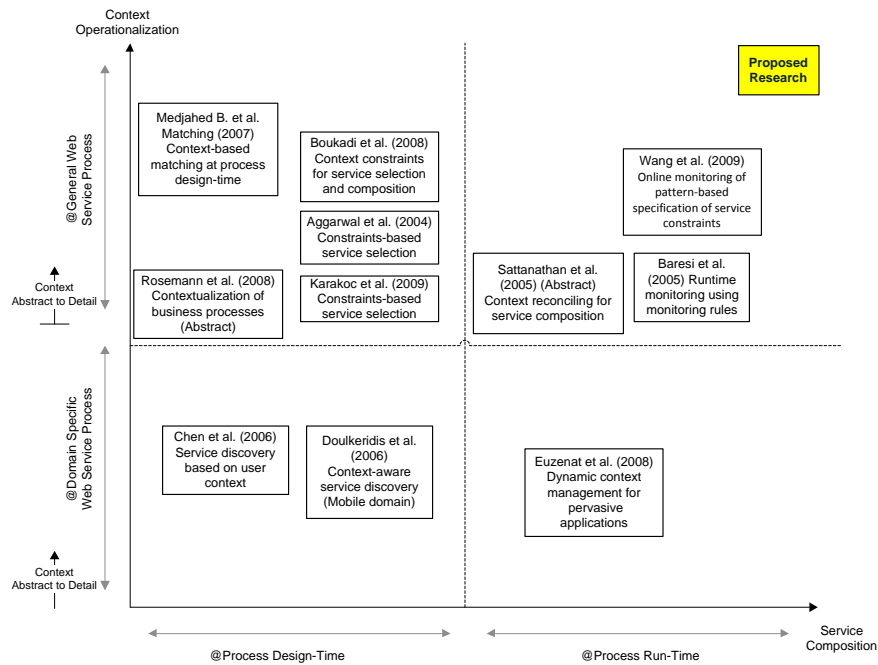 Context
Operationalization
@General Web
Service Process
Context
Abstract to Detail
@Domain Specific
Web Service Process
Context
Abstract to Detail
Medjahed B. et al.
Matching (2007)
Context-based
matching at process
design-time
Boukadi et al. (2008)
Context constraints
for service selection
and composition
Aggarwal et al. (2004)
Constraints-based
service selection
Rosemann et al. (2008)
Contextualization of
business processes
(Abstract)
Karakoc et al. (2009)
Constraints-based
service selection
Proposed
Research
Wang et al. (2009)
Online monitoring of
pattern-based
specification of service
constraints
Sattanathan et al.
(2005) (Abstract)
Context reconciling for
service composition
Baresi et al.
(2005) Runtime
monitoring using
monitoring rules
Chen et al. (2006)
Service discovery
based on user
context
Doulkeridis et al.
(2006)
Context-aware
service discovery
(Mobile domain)
Euzenat et al. (2008)
Dynamic context
management for
pervasive
applications
@Process Design-Time
@Process Run-Time
Service
Composition